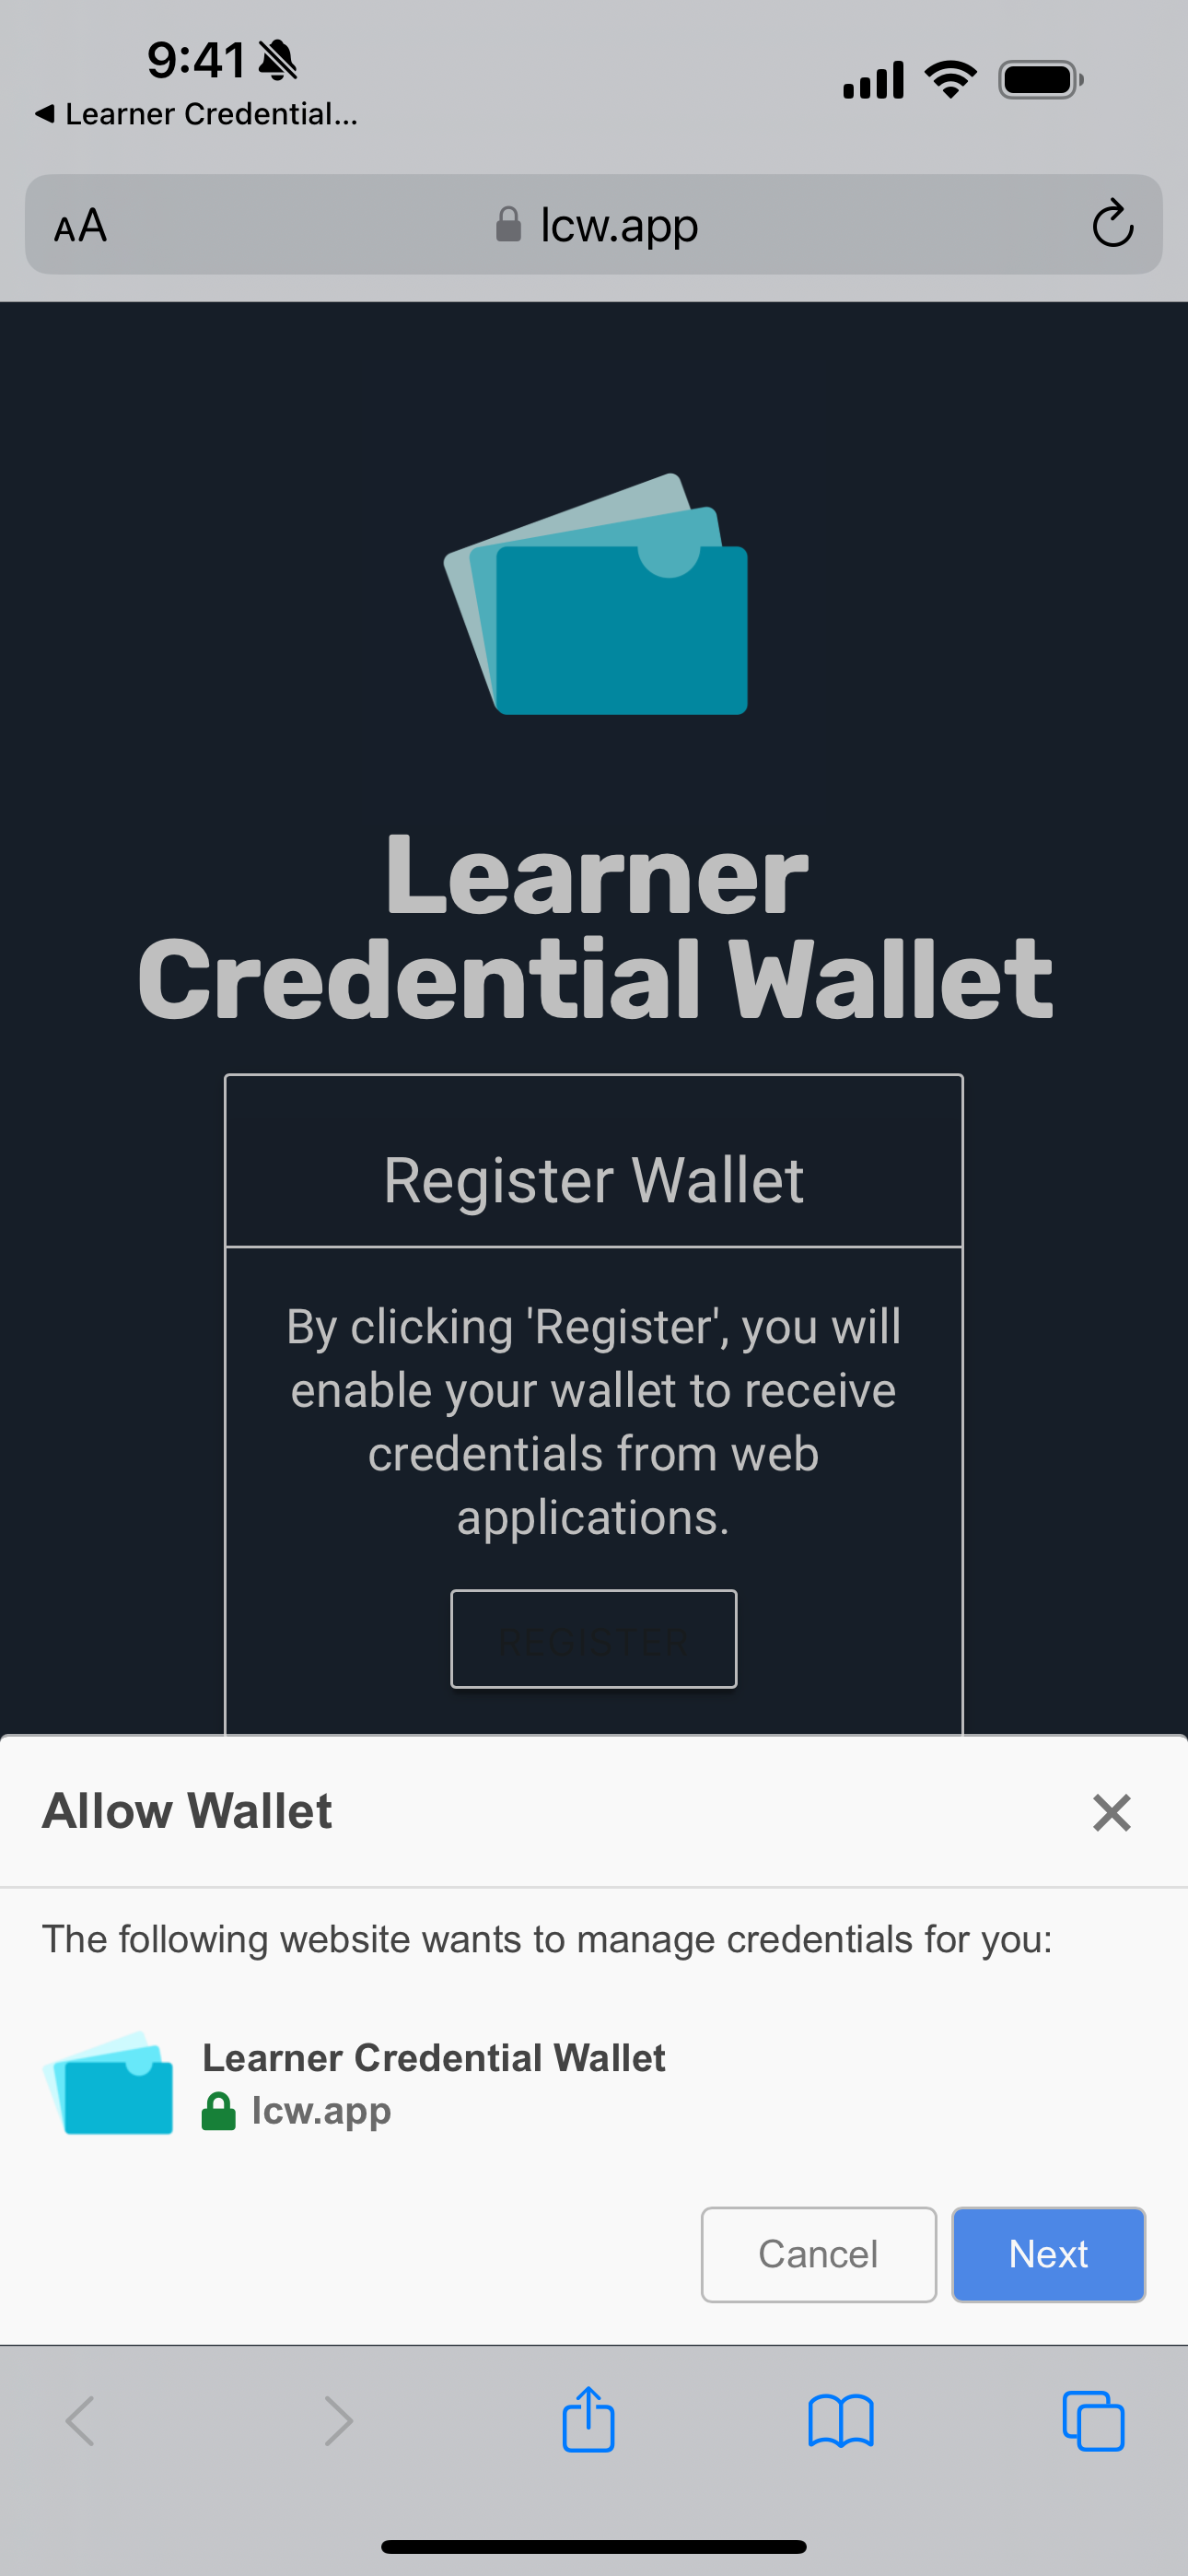 9:41
◀ Learner Credential...
AA
lcw.app
Learner
Credential Wallet
Register Wallet
By clicking 'Register', you will
enable your wallet to receive
credentials from web
applications.
REGISTER
Allow Wallet
The following website wants to manage credentials for you:
Learner Credential Wallet
lcw.app
Cancel
Next